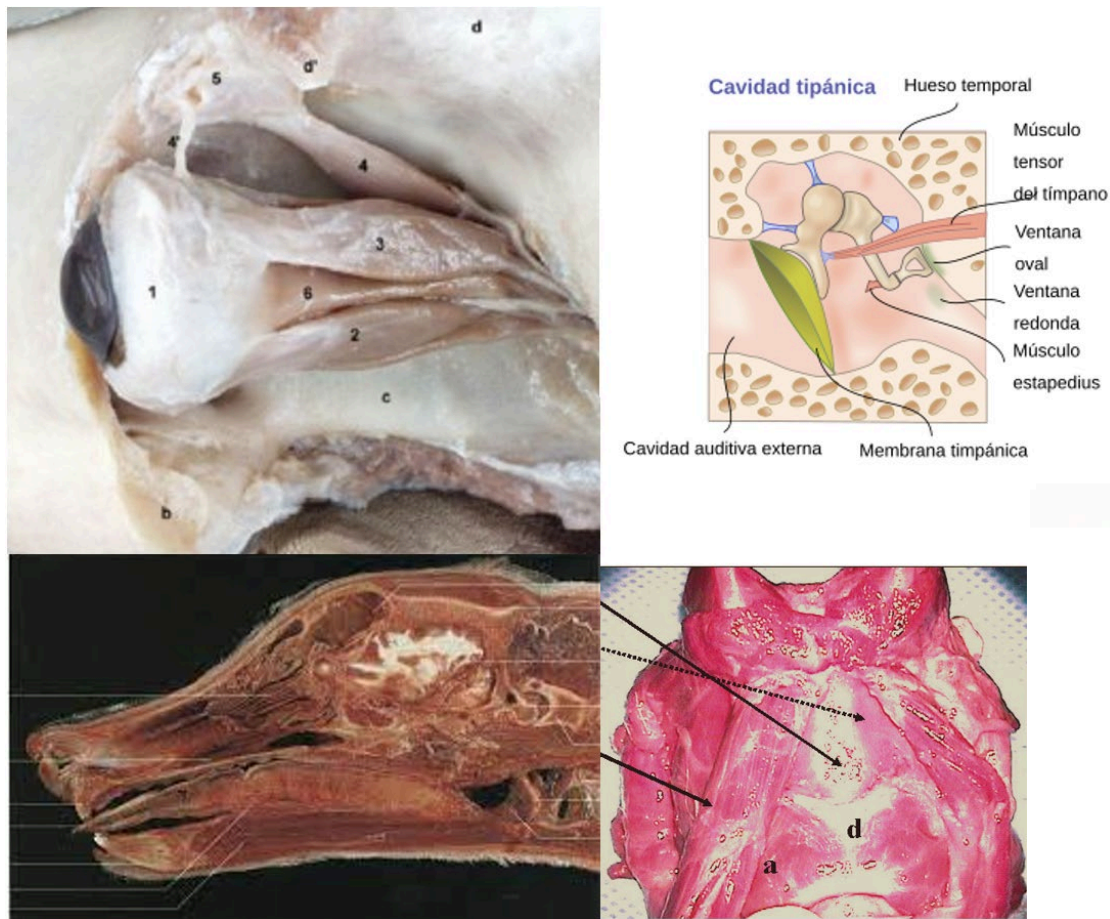 d
d'
5
4'
4
3
1
6
2
c
b
Cavidad tipánica
Hueso temporal
Músculo
tensor
del tímpano
Ventana
oval
Ventana
redonda
Músculo
estapedius
Cavidad auditiva externa
Membrana timpánica
d
a